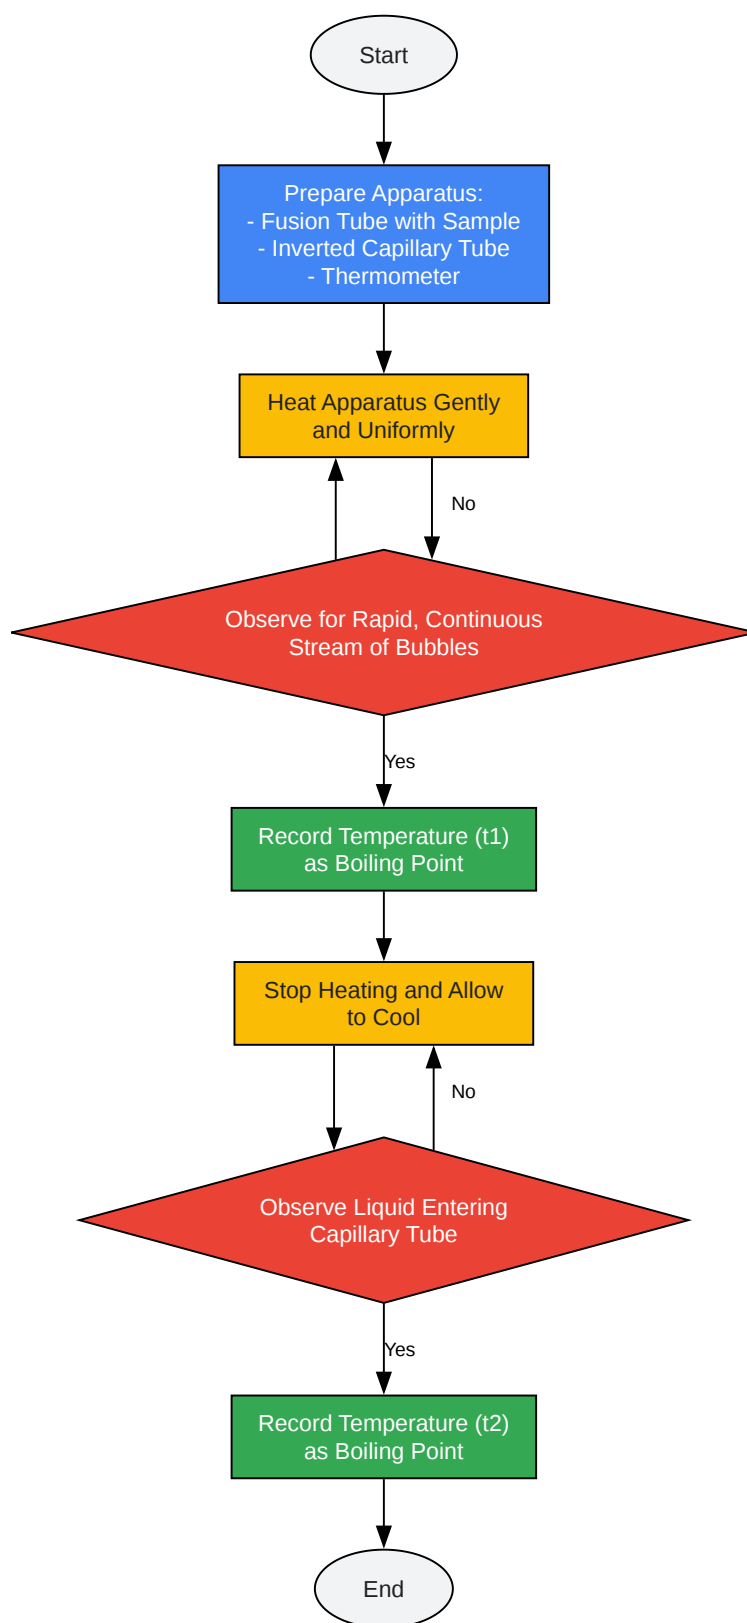 Start
Prepare Apparatus:
- Fusion Tube with Sample
- Inverted Capillary Tube
- Thermometer
Heat Apparatus Gently
and Uniformly
No
Observe for Rapid, Continuous
Stream of Bubbles
Yes
Record Temperature (t1)
as Boiling Point
Stop Heating and Allow
to Cool
No
Observe Liquid Entering
Capillary Tube
Yes
Record Temperature (t2)
as Boiling Point
End